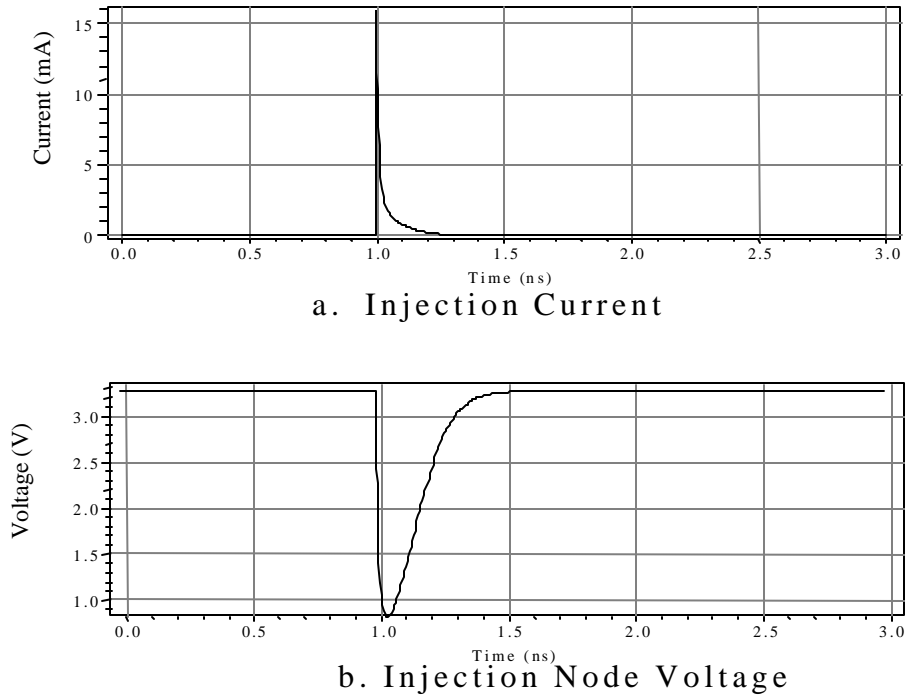 15
10
5
0
Current (mA)
0.0 0.5 1.0 1.5 2.0 2.5 3.0
Time (ns)
a. Injection Current
3.0
2.5
2.0
1.5
1.0
Voltage (V)
0.0 0.5 1.0 1.5 2.0 2.5 3.0
Time (ns)
b. Injection Node Voltage